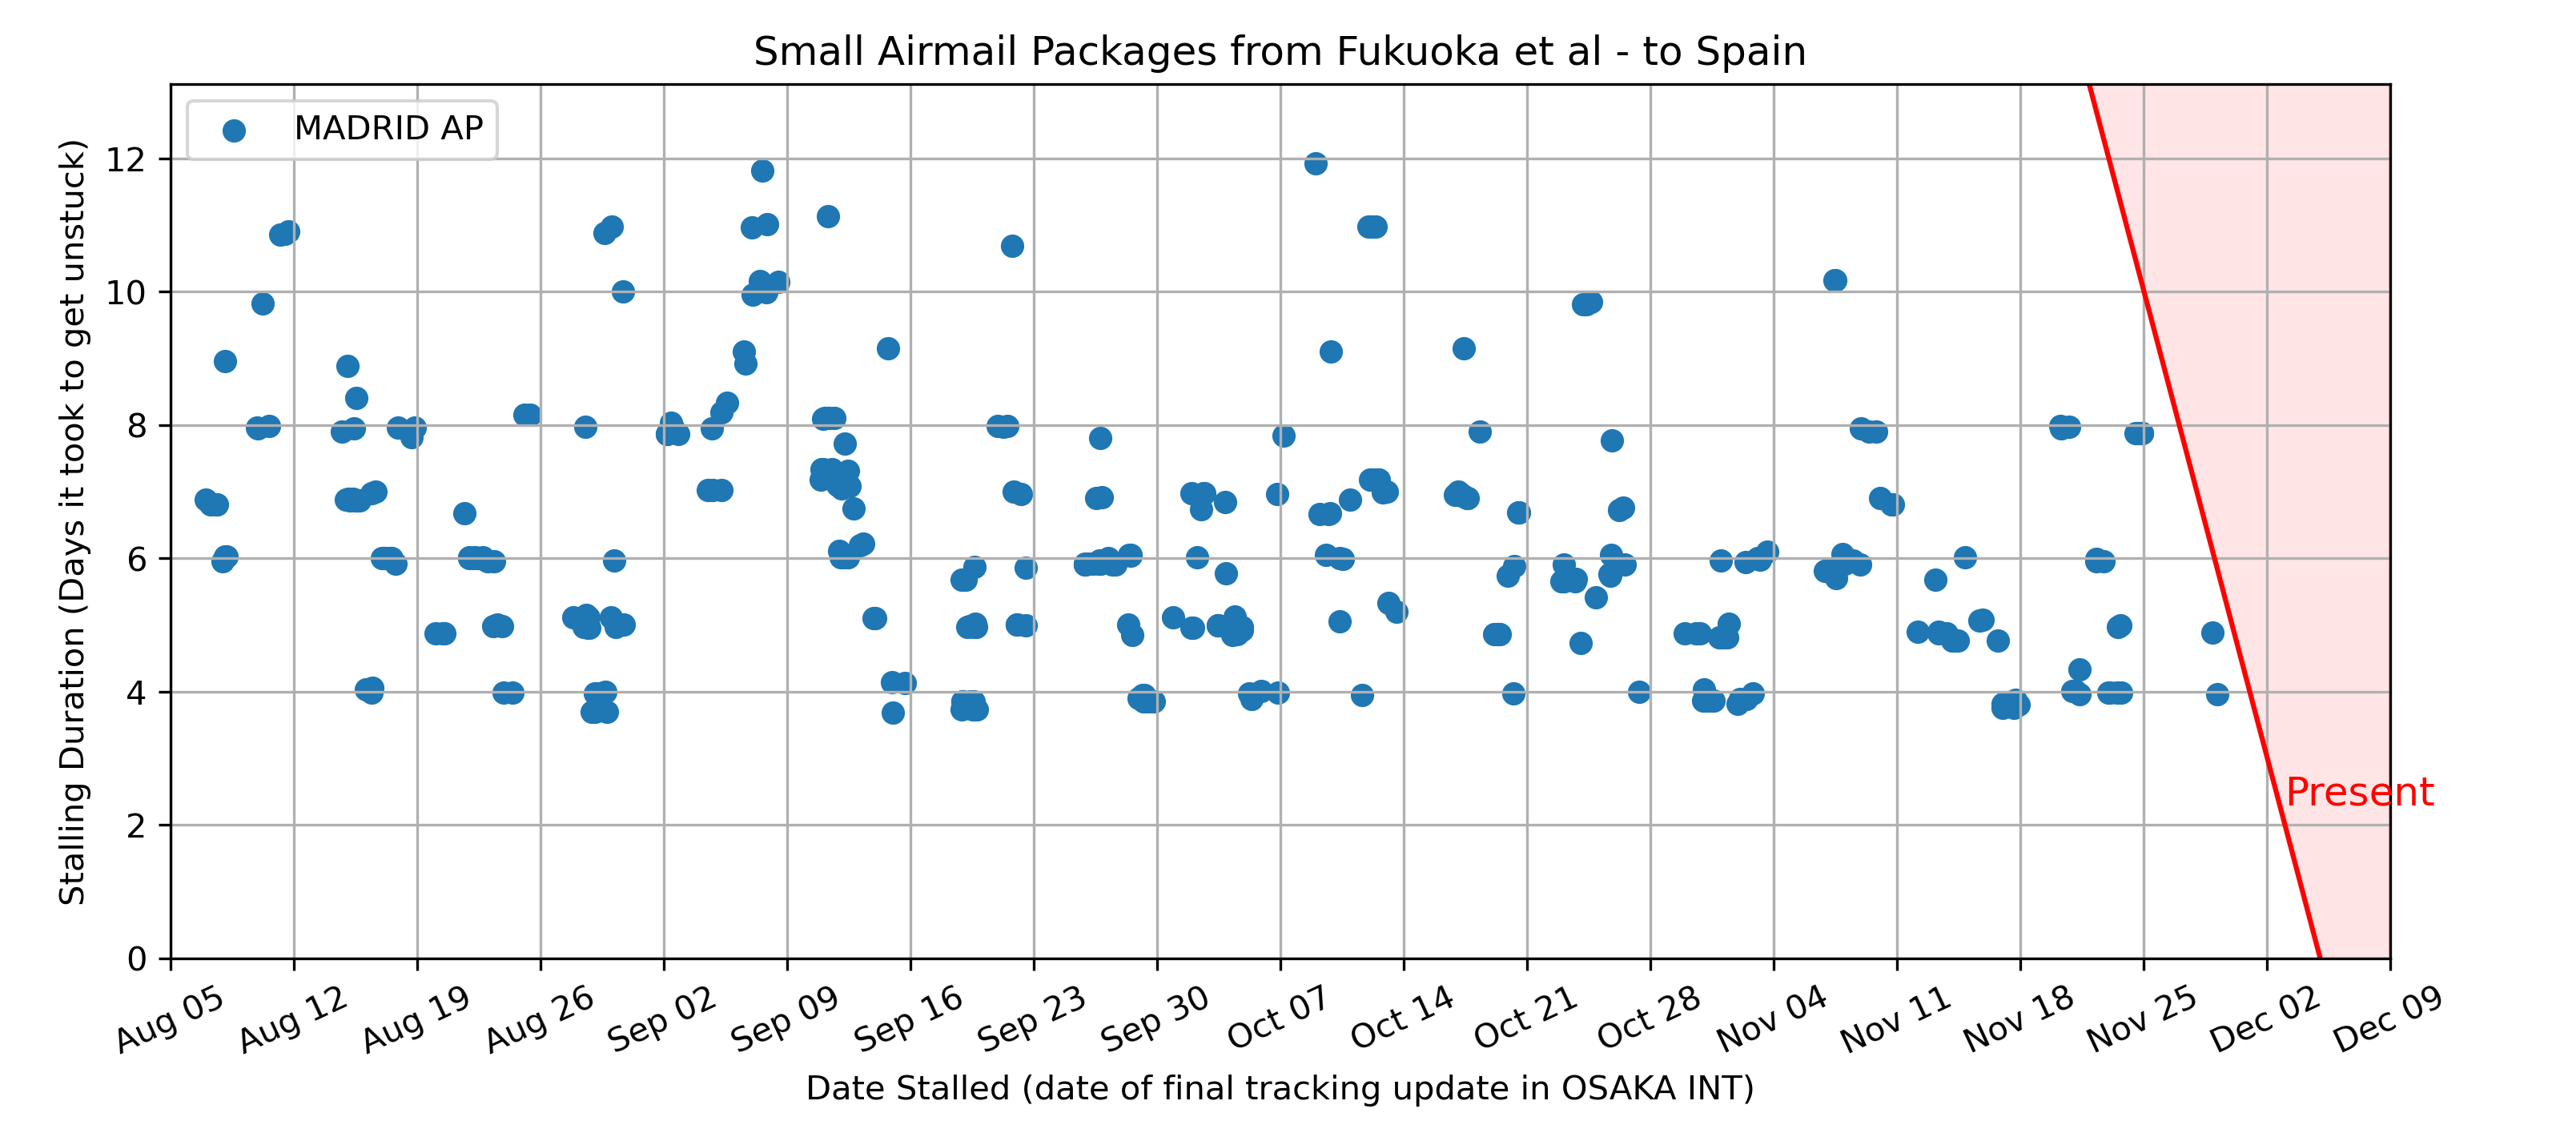 Small Airmail Packages from Fukuoka et al - to Spain
MADRID AP
Stalling Duration (Days it took to get unstuck)
12
10
8
6
4
2
0
Present
Aug 05
Aug 12
Aug 19
Aug 26
Sep 02
Sep 09
Sep 16
Sep 23
Sep 30
Oct 07
Oct 14
Oct 21
Oct 28
Nov 04
Nov 11
Nov 18
Nov 25
Dec 02
Dec 09
Date Stalled (date of final tracking update in OSAKA INT)